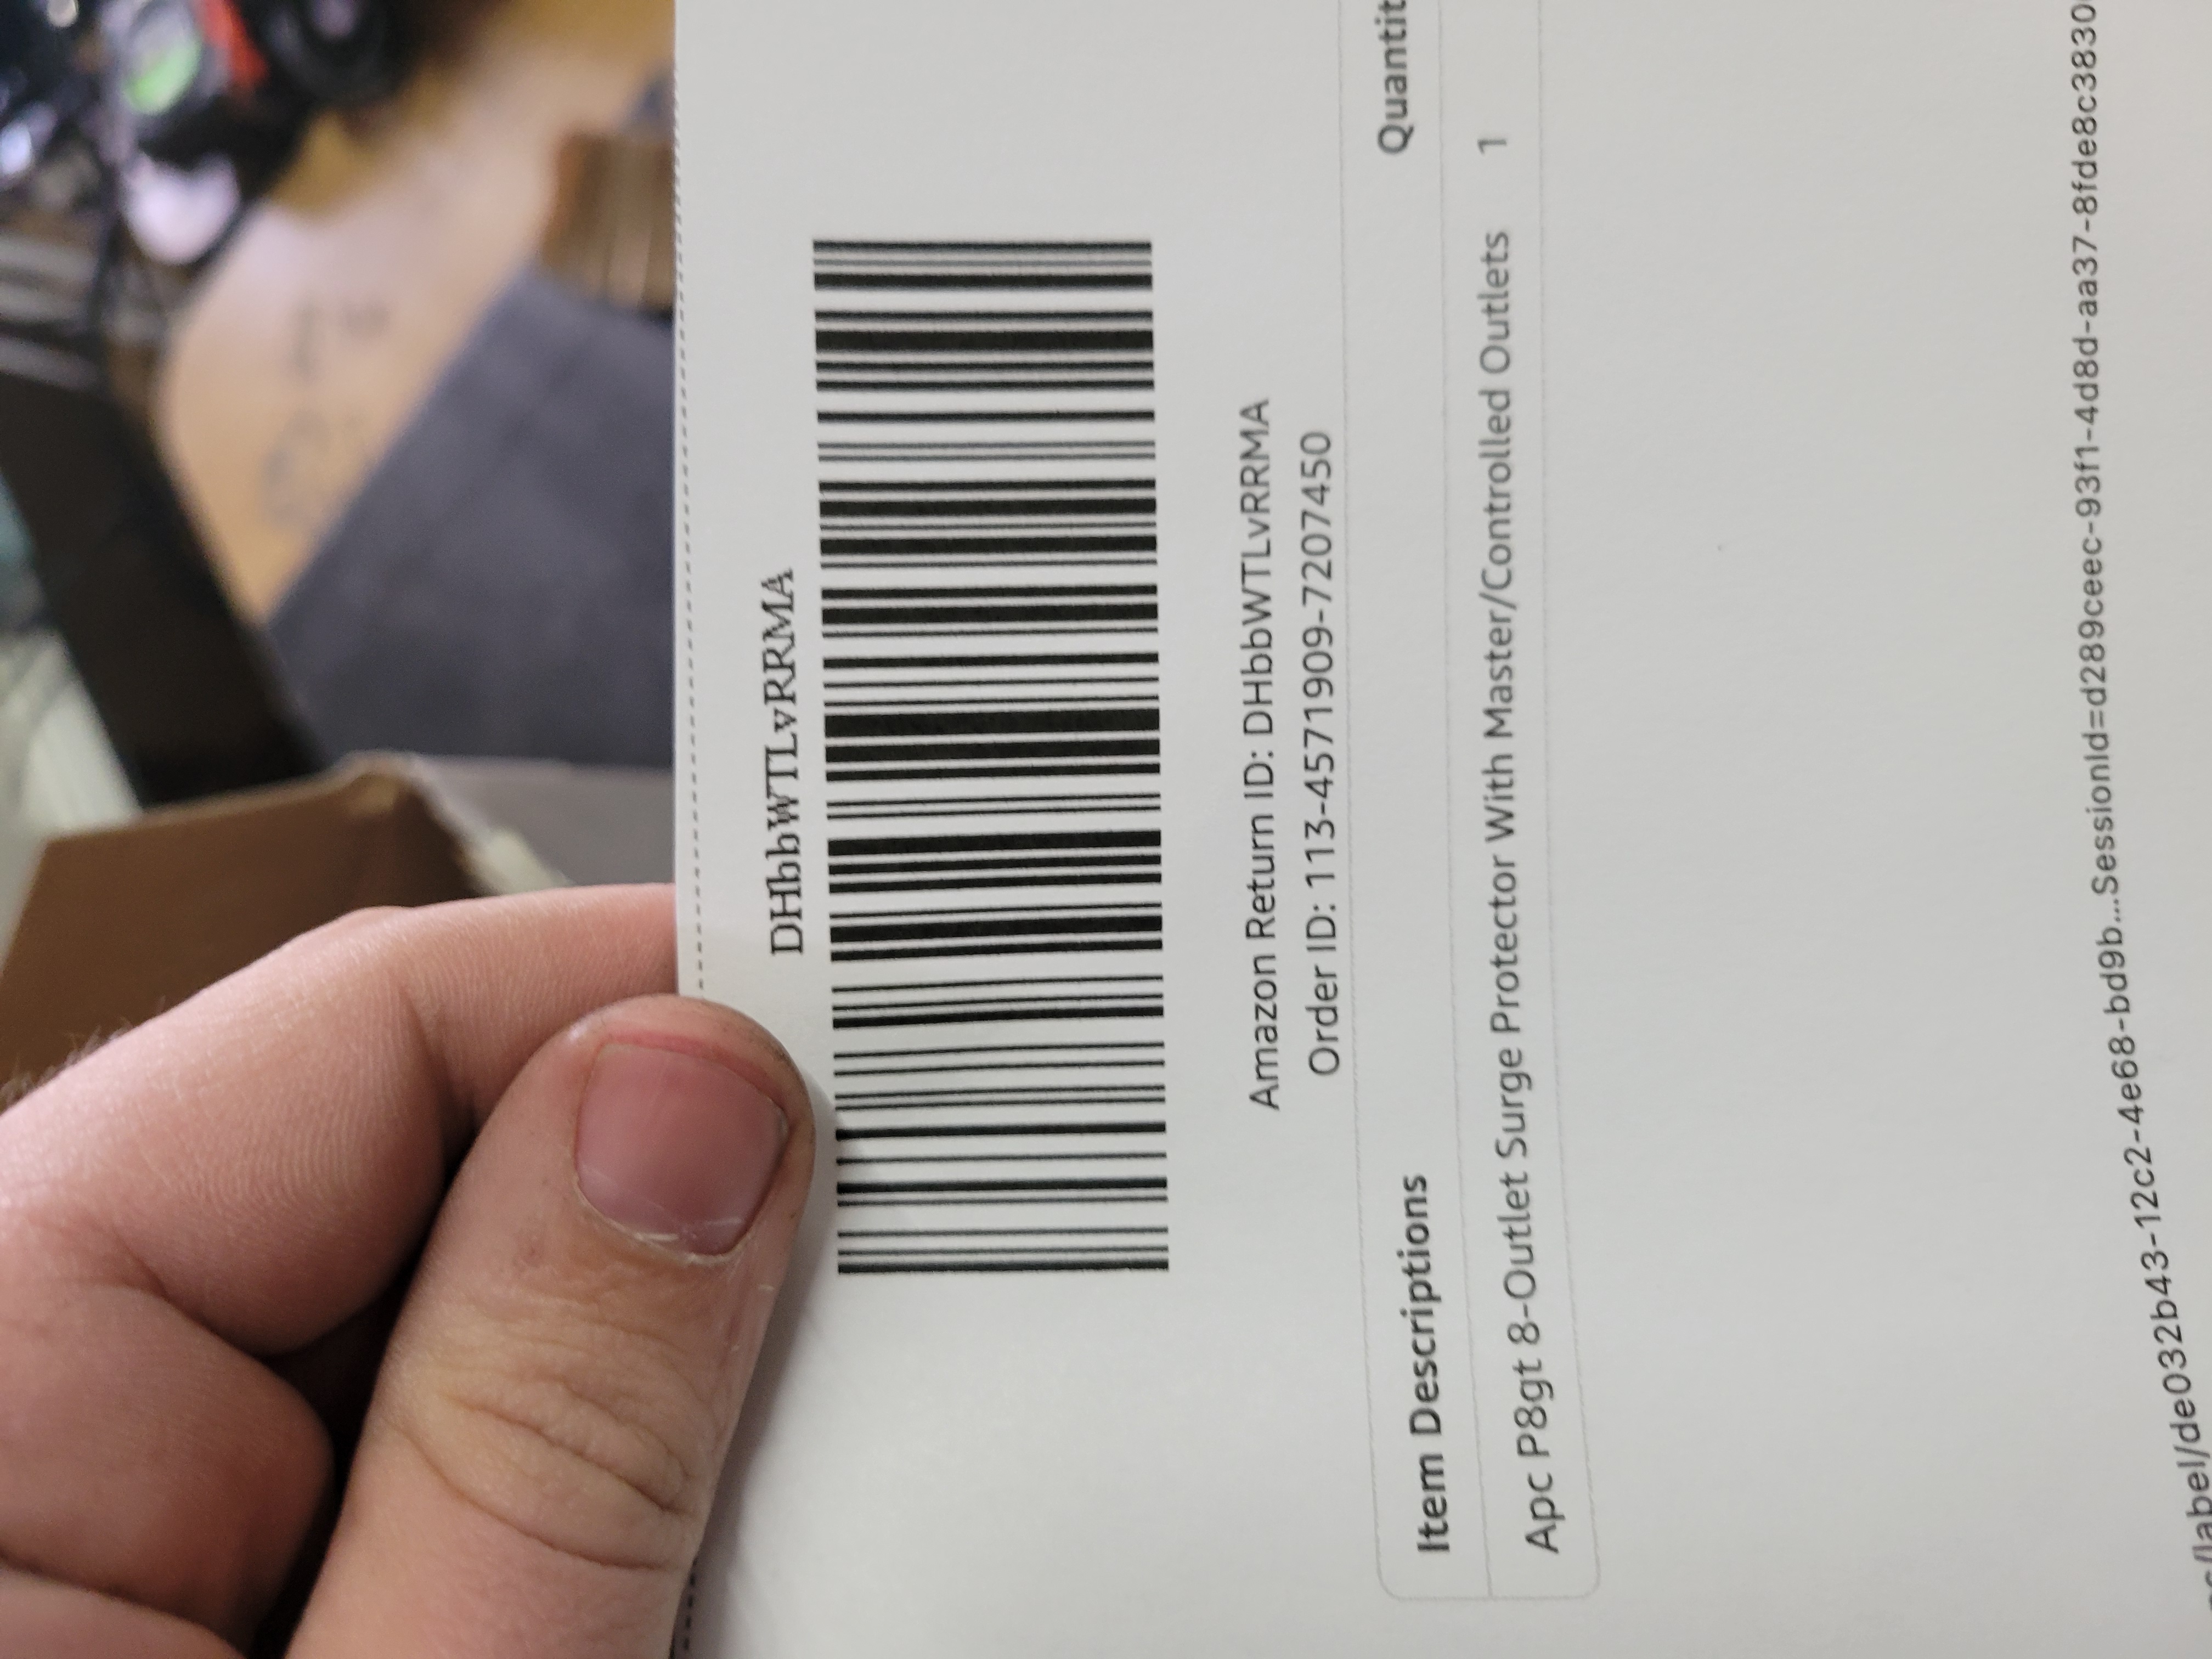 DHbbWTLvRRMA
Amazon Return ID: DHbbWTLvRRMA
Order ID: 113-4571909-7207450
Item Descriptions Quantit
Apc P8gt 8-Outlet Surge Protector With Master/Controlled Outlets 1
/label/de032b43-12c2-4e68-bd9b...SessionId=d289ceec-93f1-4d8d-aa37-8fde8c3830